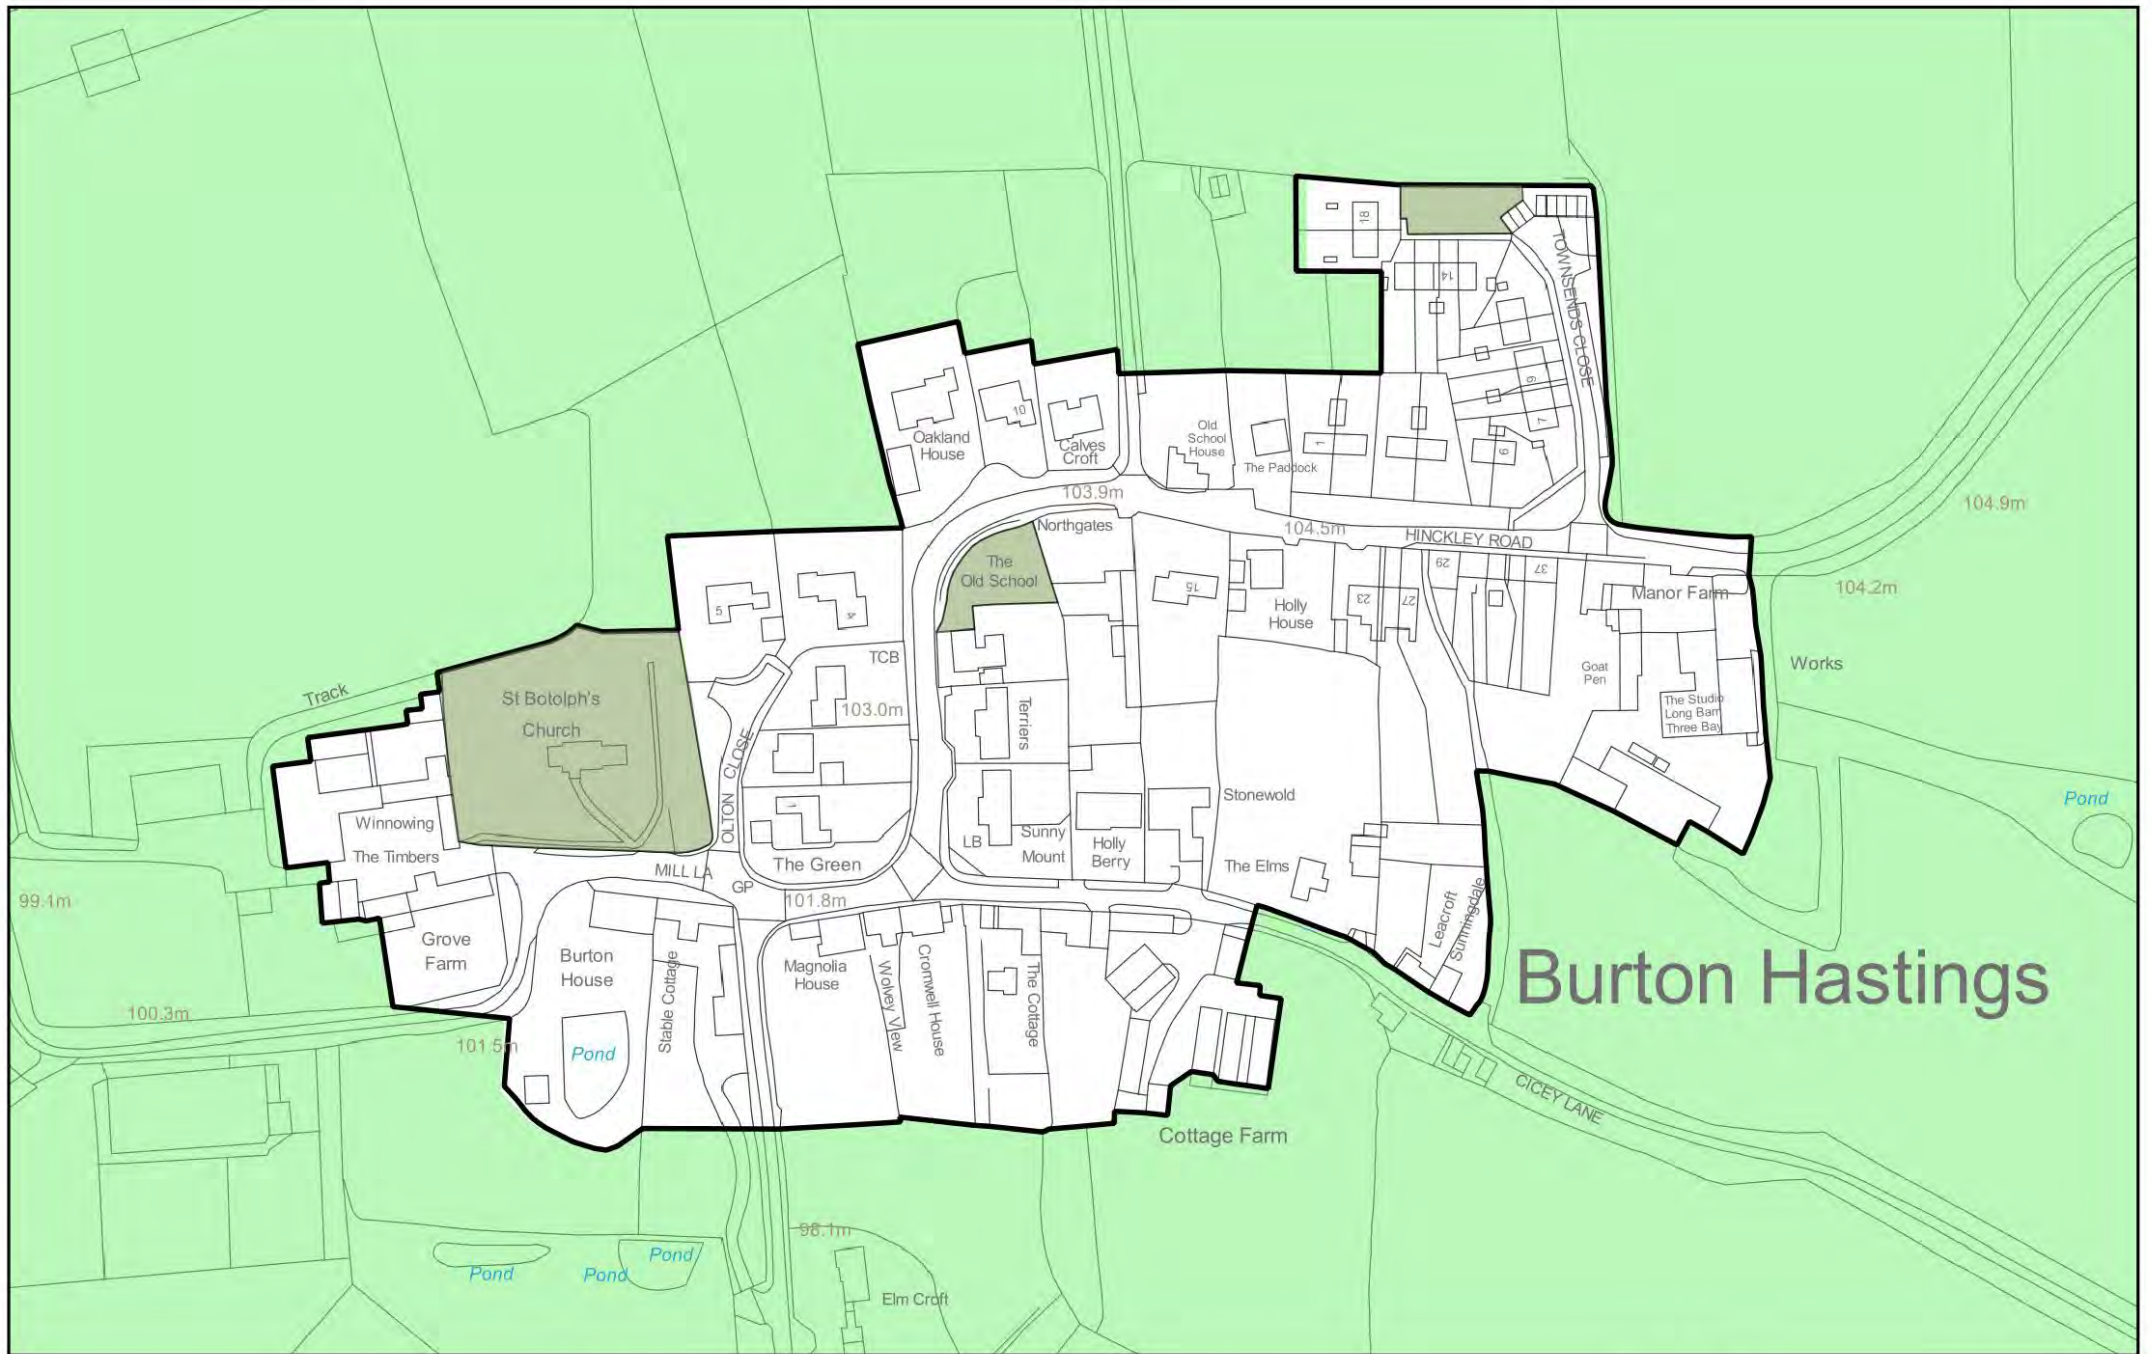 18
14
TOWNSENDS CLOSE
9
7
6
Oakland
House
10
Calves
Croft
Old
School
House
The Paddock
1
103.9m
Northgates
104.5m
HINCKLEY ROAD
104.9m
The
Old School
15
Holly
House
23
27
29
37
Manor Farm
104.2m
5
4
TCB
103.0m
Terriers
Goat
Pen
The Studio
Long Barn
Three Bay
Works
Pond
Track
St Botolph's
Church
OLTON CLOSE
1
The Green
LB
Sunny
Mount
Holly
Berry
Stonewold
The Elms
Winnowing
The Timbers
MILL LA
GP
101.8m
99.1m
Grove
Farm
Burton
House
Stable Cottage
Magnolia
House
Wolvey View
Cromwell House
The Cottage
Leacroft
Sunningdale
Burton Hastings
100.3m
101.5m
Pond
CICEY LANE
Cottage Farm
98.1m
Pond
Pond
Pond
Elm Croft